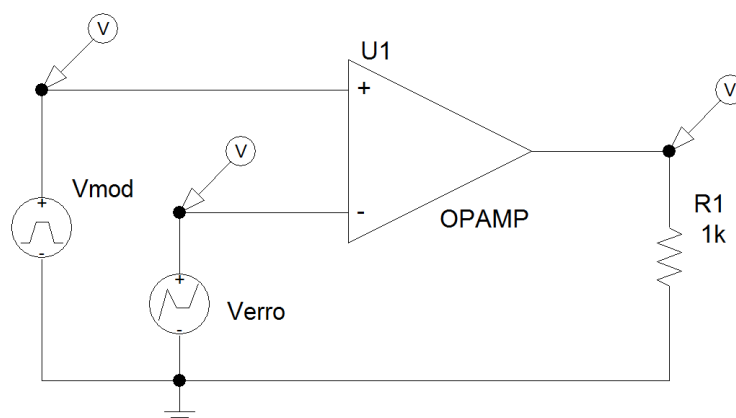 V
U1
+
V
V
Vmod
+
-
-
OPAMP
R1
1k
+
-
Verro